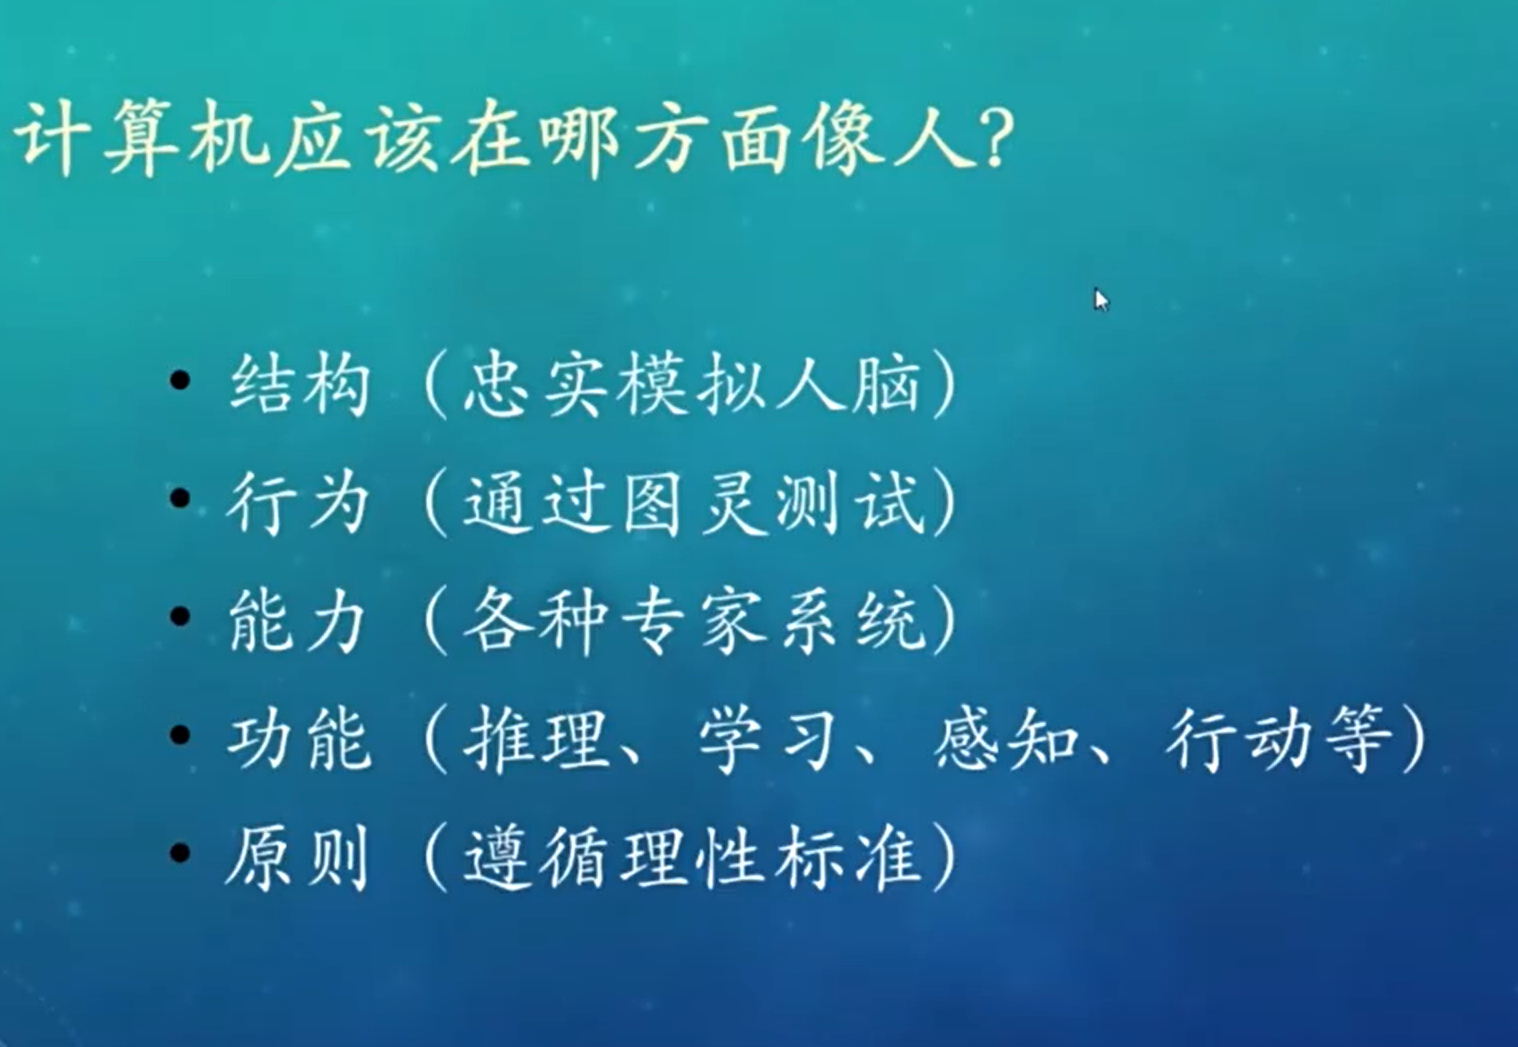 计算机应该在哪方面像人?
• 结构（忠实模拟人脑）
• 行为（通过图灵测试）
• 能力（各种专家系统）
• 功能（推理、学习、感知、行动等）
• 原则（遵循理性标准）